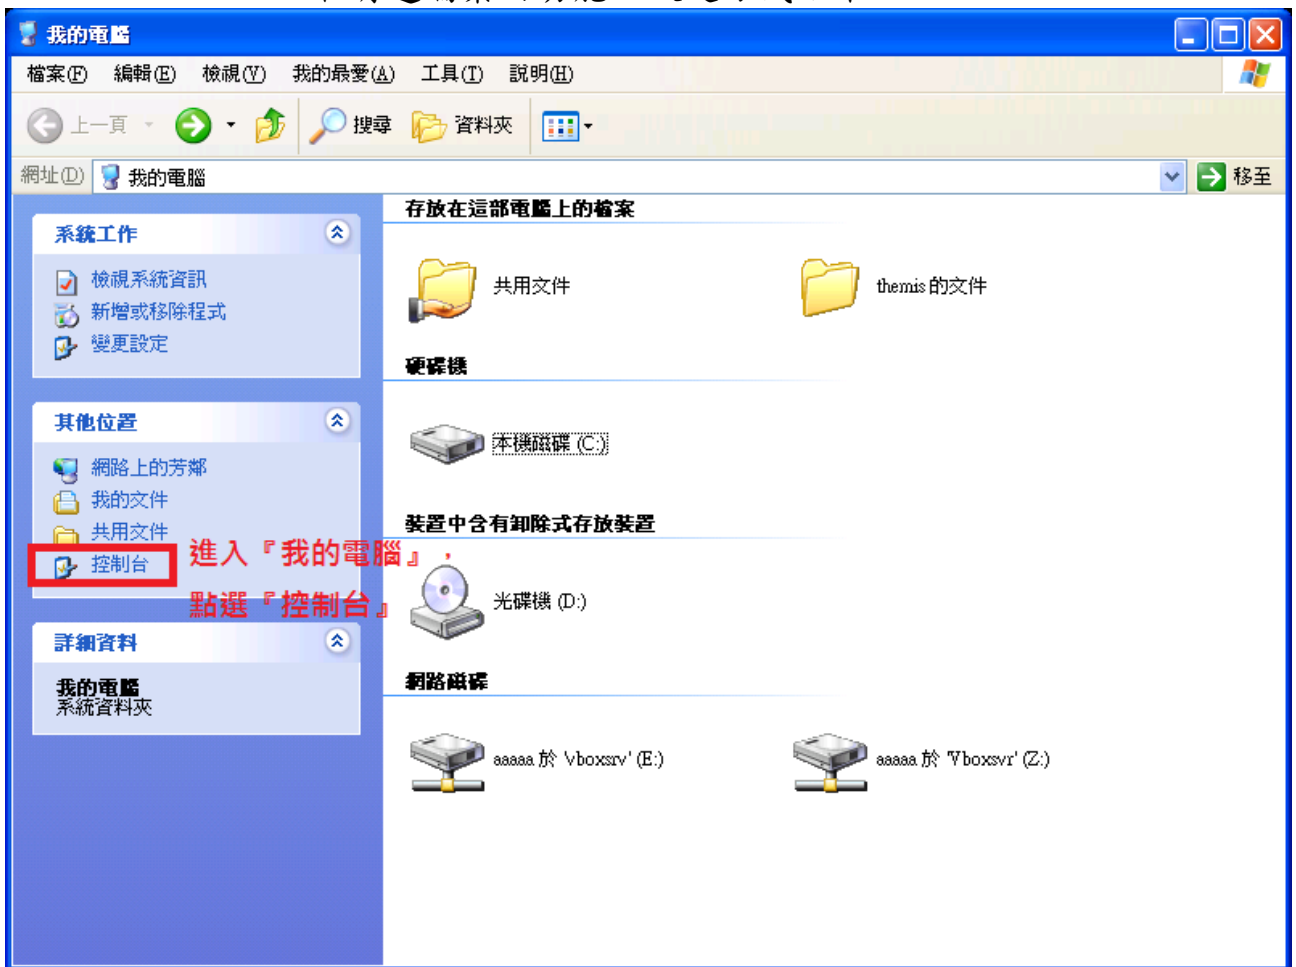 我的電腦
檔案(F) 編輯(E) 檢視(V) 我的最愛(A) 工具(T) 說明(H)
上一頁 搜尋 資料夾
網址(D) 我的電腦 移至
系統工作
檢視系統資訊
新增或移除程式
變更設定
其他位置
網路上的芳鄰
我的文件
共用文件
控制台
進入『我的電腦』，
點選『控制台』
詳細資料
我的電腦
系統資料夾
存放在這部電腦上的檔案
共用文件 themis 的文件
硬碟機
本機磁碟 (C:)
裝置中含有卸除式存放裝置
光碟機 (D:)
網路磁碟
aaaaa 於 'vboxsrv' (E:) aaaaa 於 'Vboxsvr' (Z:)